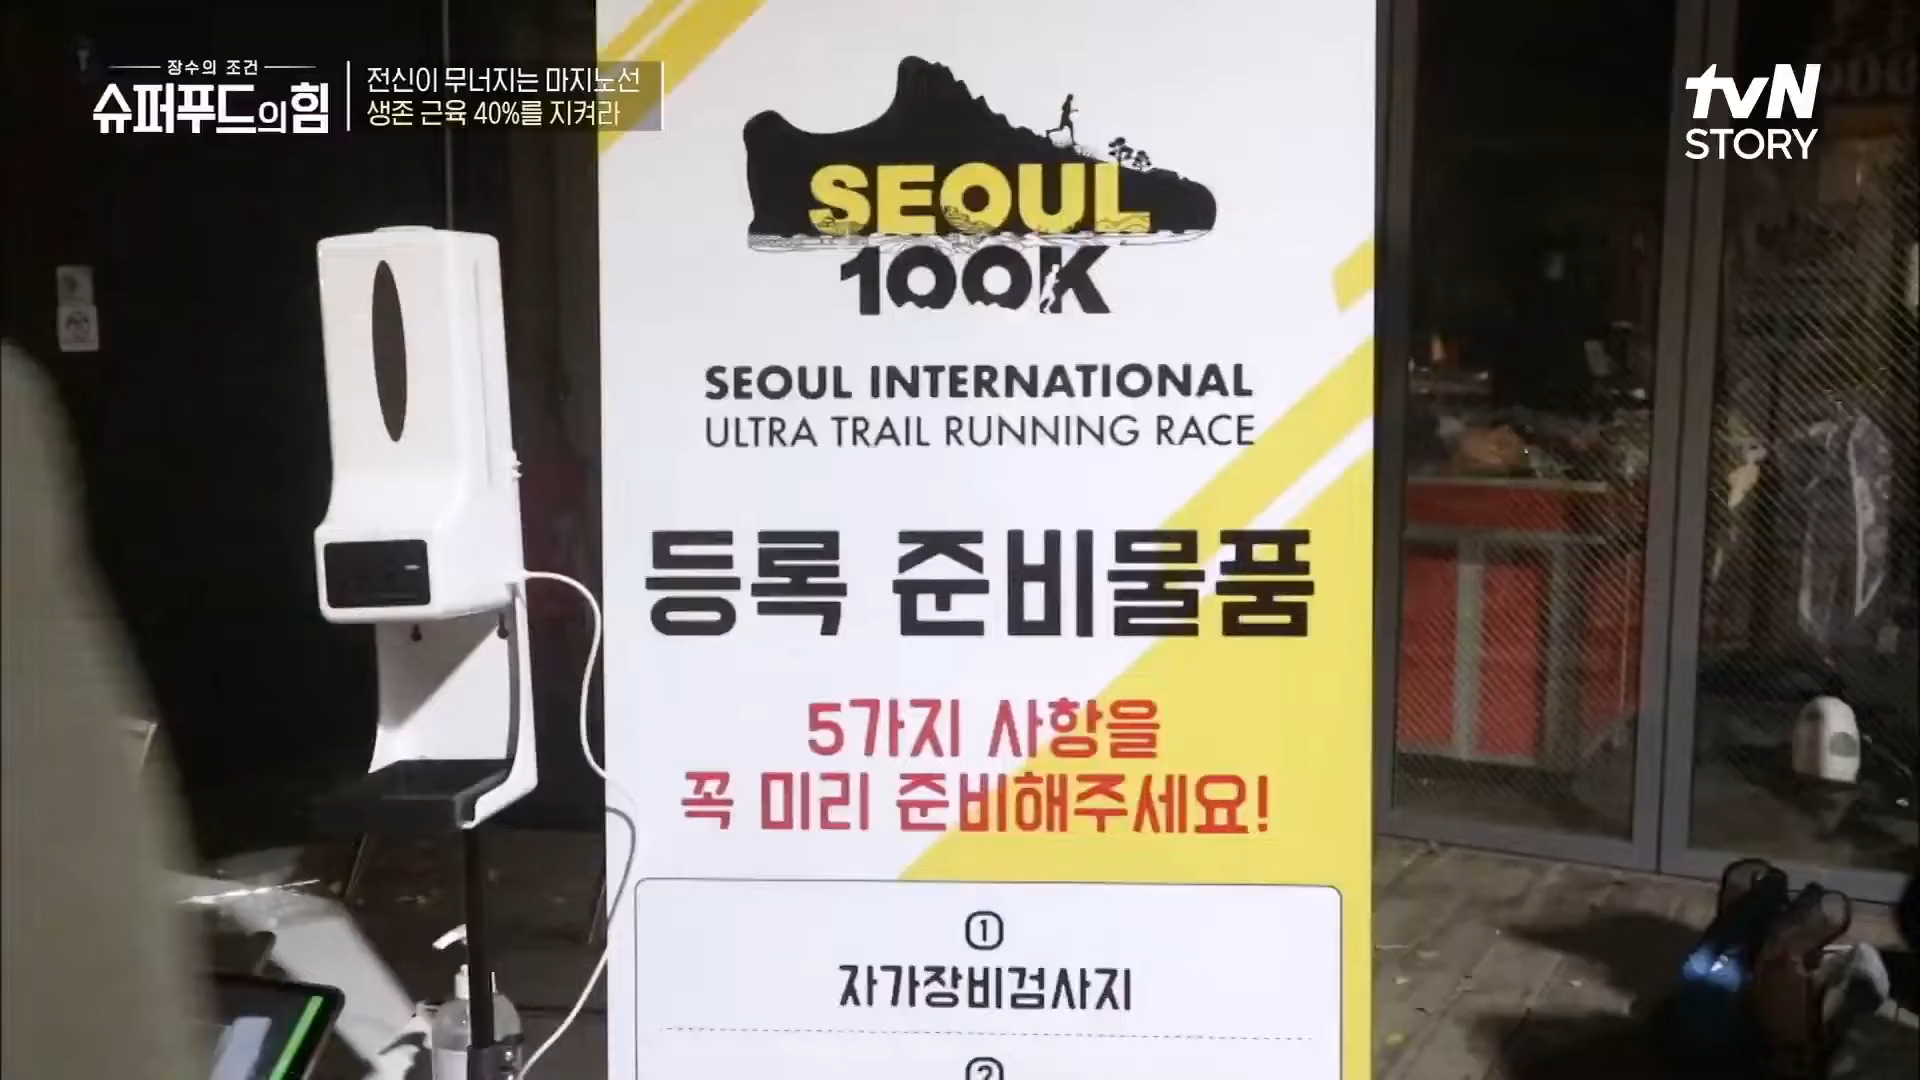 장수의 조건
슈퍼푸드의 힘
전신이 무너지는 마지노선
생존 근육 40%를 지켜라
tvN
STORY
SEOUL
100K
SEOUL INTERNATIONAL
ULTRA TRAIL RUNNING RACE
등록 준비물품
5가지 사항을
꼭 미리 준비해주세요!
①
자가장비검사지
②